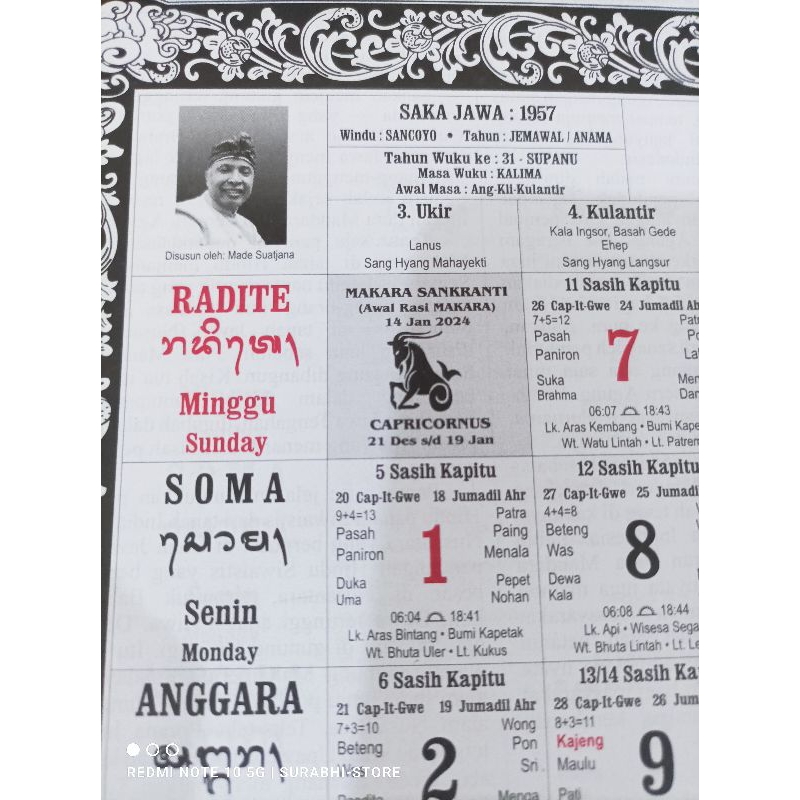 SAKA JAWA : 1957
Windu : SANCOYO • Tahun : JEMAWAL / ANAMA
Tahun Wuku ke : 31 - SUPANU
Masa Wuku : KALIMA
Awal Masa : Ang-Kli-Kulantir
Disusun oleh: Made Suatjana
3. Ukir
Lanus
Sang Hyang Mahayekti
4. Kulantir
Kala Ingsor, Basah Gede
Ehep
Sang Hyang Langsur
RADITE
Minggu
Sunday
MAKARA SANKRANTI
(Awal Rasi MAKARA)
14 Jan 2024
CAPRICORNUS
21 Des s/d 19 Jan
11 Sasih Kapitu
26 Cap-It-Gwe 24 Jumadil Ahr
7+5=12
Pasah
Paniron
7
Suka
Brahma
06:07 18:43
Lk. Aras Kembang • Bumi
Wt. Watu Lintah • Lt.
SOMA
ᬲᭀᬫ
Senin
Monday
5 Sasih Kapitu
20 Cap-It-Gwe 18 Jumadil Ahr
9+4=13 Patra
Pasah Paing
1
Paniron Menala
Duka Pepet
Uma Nohan
06:04 18:41
Lk. Aras Bintang • Bumi Kapetak
Wt. Bhuta Uler • Lt. Kukus
12 Sasih Kapitu
27 Cap-It-Gwe 25
4+4=8
Beteng
8
Was
Dewa
Kala
06:08 18:44
Lk. Api • Wisesa
Wt. Bhuta Lintah • Lt.
ANGGARA
6 Sasih Kapitu
21 Cap-It-Gwe 19 Jumadil Ahr
7+3=10 Wong
Beteng Pon
2
Sri
13/14 Sasih
28 Cap-It-Gwe 26
8+3=11
Kajeng
9
Maulu
Pati
REDMI NOTE 10 5G | SURABHI-STORE